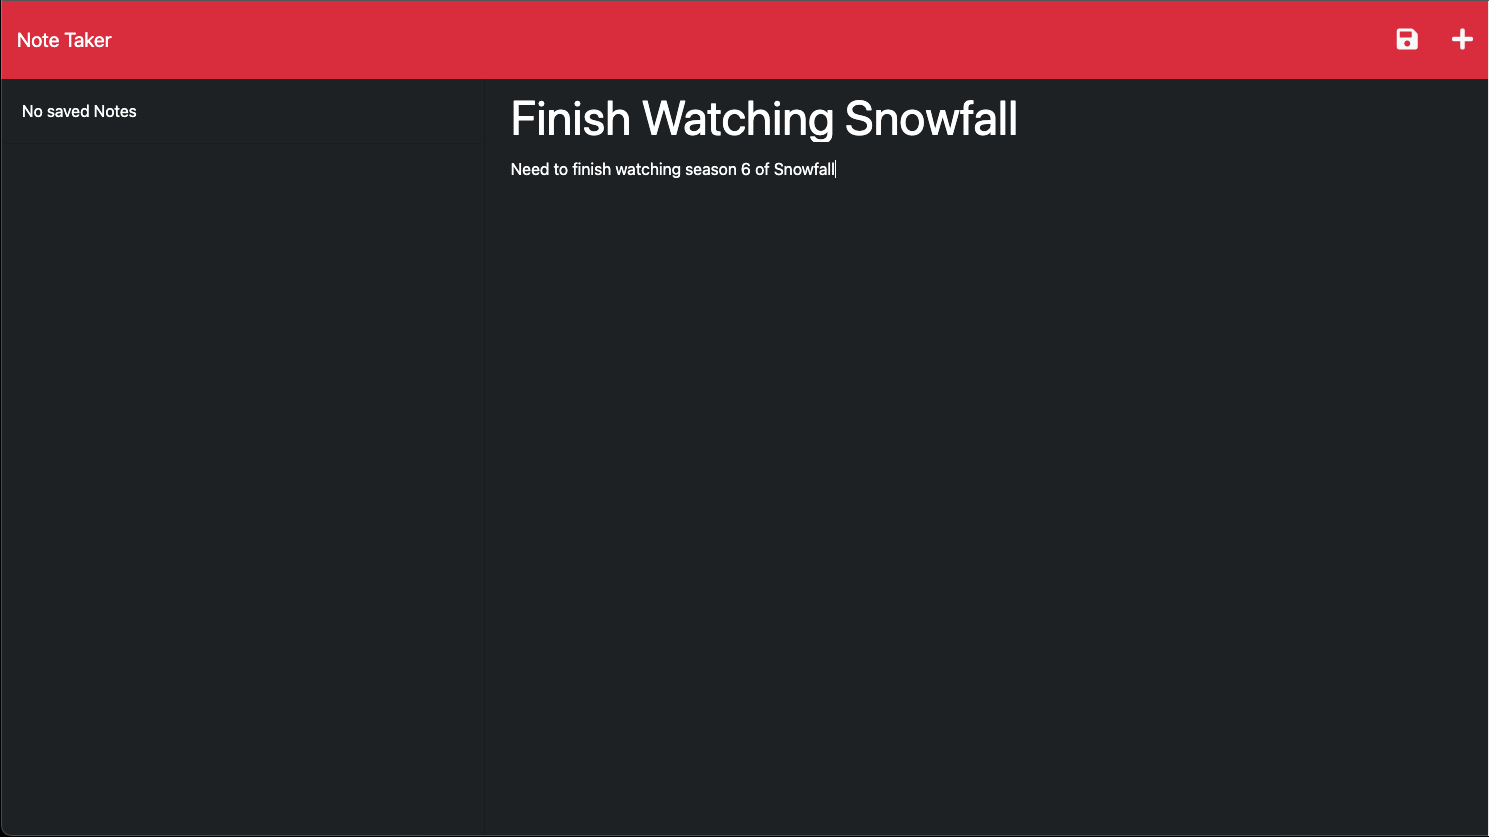 Note Taker
No saved Notes
Finish Watching Snowfall
Need to finish watching season 6 of Snowfall